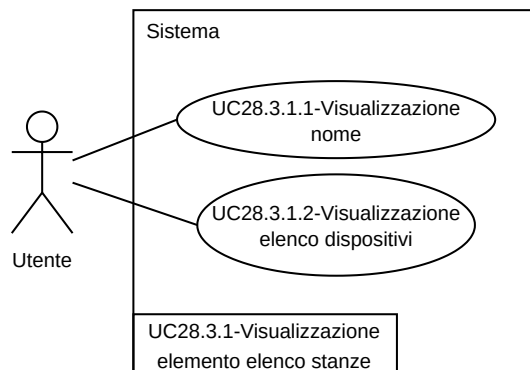 Sistema
UC28.3.1.1-Visualizzazione
nome
UC28.3.1.2-Visualizzazione
elenco dispositivi
Utente
UC28.3.1-Visualizzazione
elemento elenco stanze